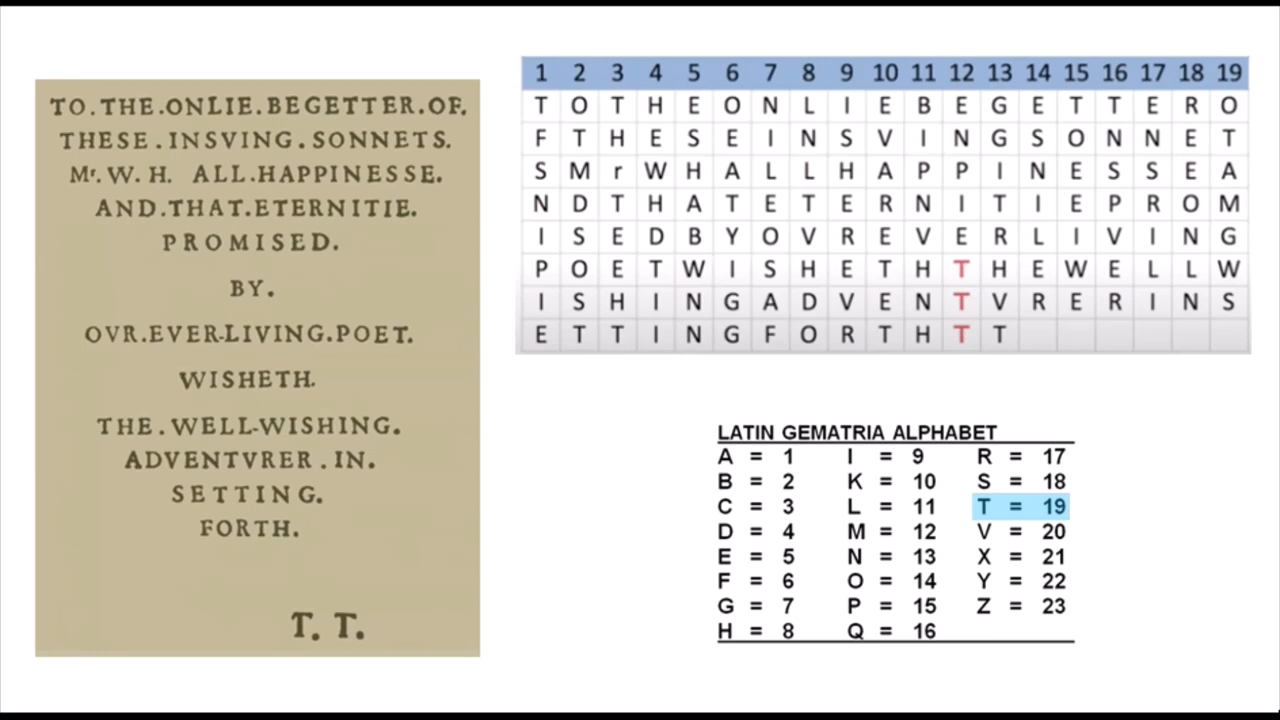 TO.THE.ONLIE.BEGETTER.OF.
THESE.INSVING.SONNETS.
Mr.W.H. ALL.HAPPINESSE.
AND.THAT.ETERNITIE.
PROMISED.
BY.
OVR.EVER-LIVING.POET.
WISHETH.
THE.WELL-WISHING.
ADVENTVRER.IN.
SETTING.
FORTH.
T. T.
1 2 3 4 5 6 7 8 9 10 11 12 13 14 15 16 17 18 19
T O T H E O N L I E B E G E T T E R O
F T H E S E I N S V I N G S O N N E T
S M r W H A L L H A P P I N E S S E A
N D T H A T E T E R N I T I E P R O M
I S E D B Y O V R E V E R L I V I N G
P O E T W I S H E T H T H E W E L L W
I S H I N G A D V E N T V R E R I N S
E T T I N G F O R T H T T
LATIN GEMATRIA ALPHABET
A = 1 I = 9 R = 17
B = 2 K = 10 S = 18
C = 3 L = 11 T = 19
D = 4 M = 12 V = 20
E = 5 N = 13 X = 21
F = 6 O = 14 Y = 22
G = 7 P = 15 Z = 23
H = 8 Q = 16